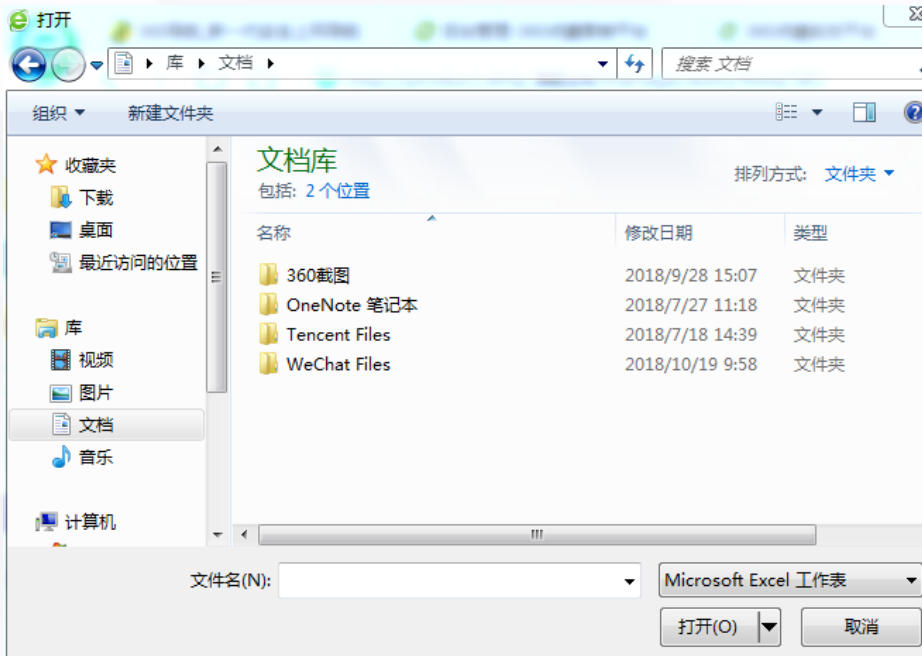 打开
库 文档
搜索 文档
组织 新建文件夹
收藏夹
下载
桌面
最近访问的位置
库
视频
图片
文档
音乐
计算机
文档库
包括: 2 个位置
排列方式: 文件夹
名称 修改日期 类型
360截图 2018/9/28 15:07 文件夹
OneNote 笔记本 2018/7/27 11:18 文件夹
Tencent Files 2018/7/18 14:39 文件夹
WeChat Files 2018/10/19 9:58 文件夹
文件名(N): Microsoft Excel 工作表
打开(O) 取消